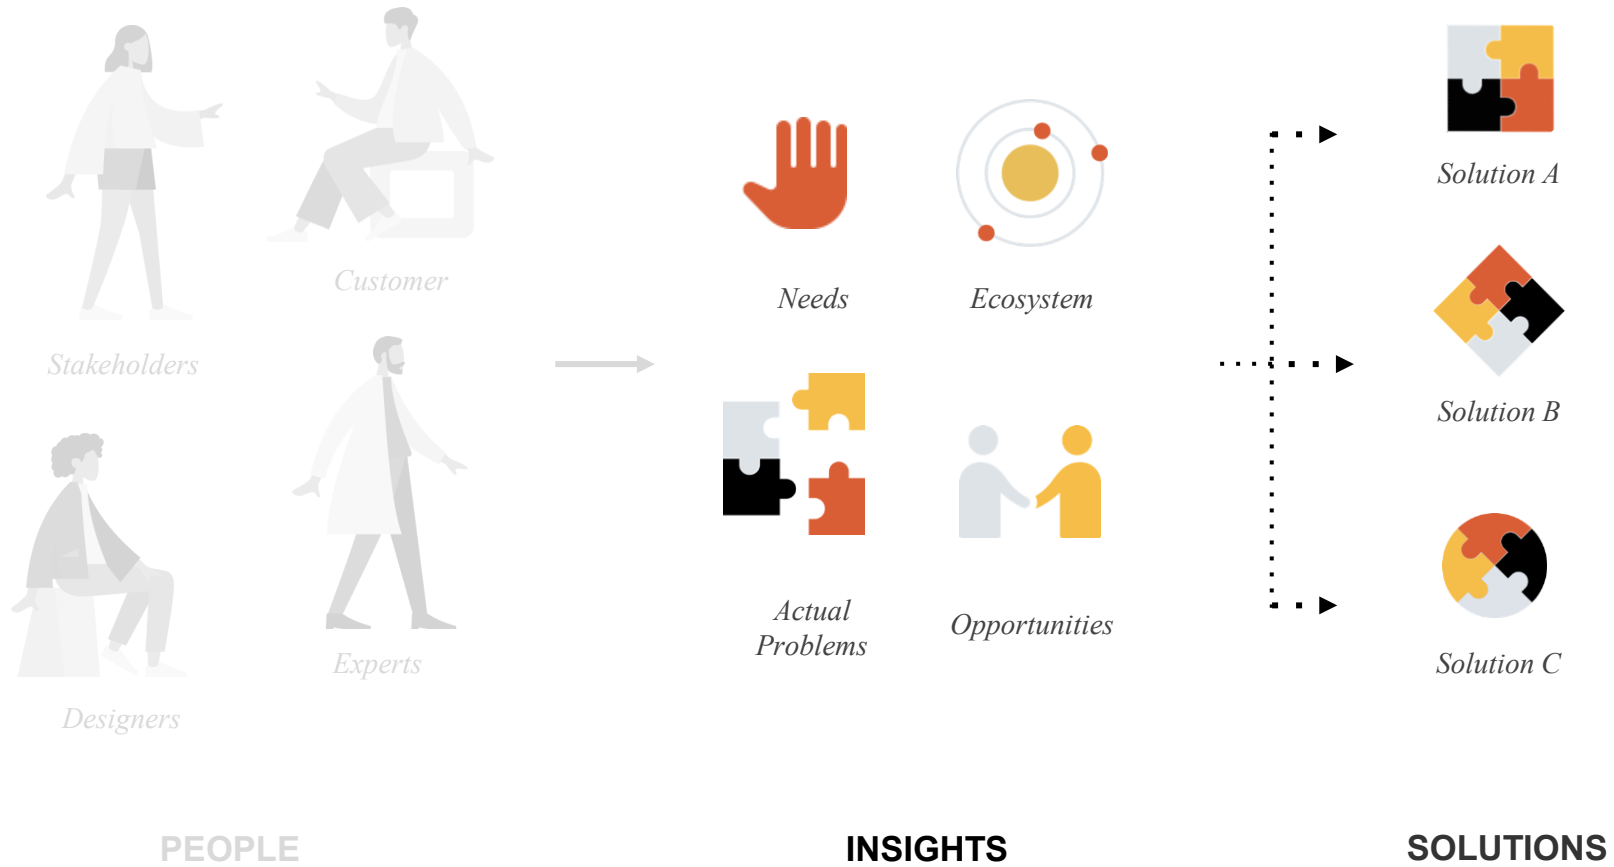 Stakeholders
Customer
Designers
Experts
PEOPLE
Needs
Ecosystem
Actual
Problems
Opportunities
INSIGHTS
Solution A
Solution B
Solution C
SOLUTIONS